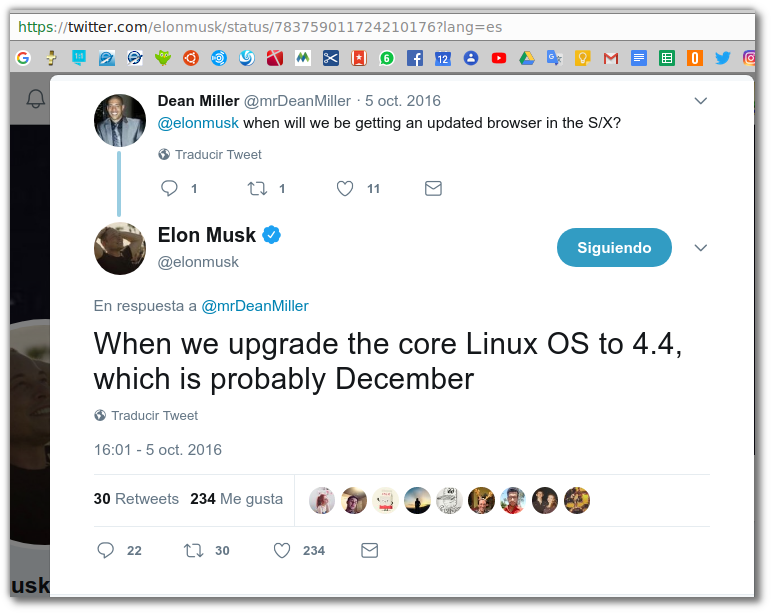 https://twitter.com/elonmusk/status/783759011724210176?lang=es
Dean Miller @mrDeanMiller · 5 oct. 2016
@elonmusk when will we be getting an updated browser in the S/X?
Traducir Tweet
1 1 11
Elon Musk
@elonmusk
Siguiendo
En respuesta a @mrDeanMiller
When we upgrade the core Linux OS to 4.4,
which is probably December
Traducir Tweet
16:01 - 5 oct. 2016
30 Retweets 234 Me gusta
22 30 234
usk